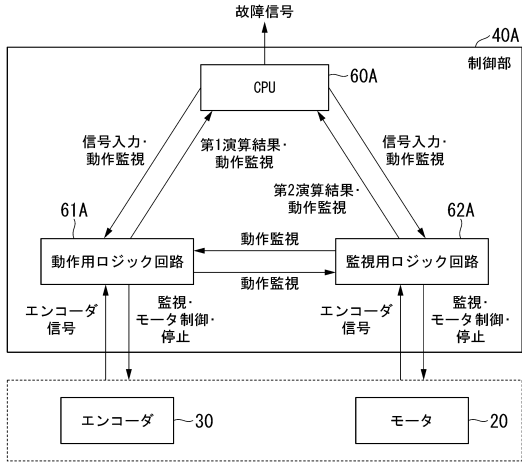 故障信号
40A
制御部
CPU
60A
信号入力・
動作監視
第1演算結果・
動作監視
信号入力・
動作監視
第2演算結果・
動作監視
61A
62A
動作用ロジック回路
動作監視
動作監視
監視用ロジック回路
エンコーダ
信号
監視・
モータ制御・
停止
エンコーダ
信号
監視・
モータ制御・
停止
エンコーダ
30
モータ
20